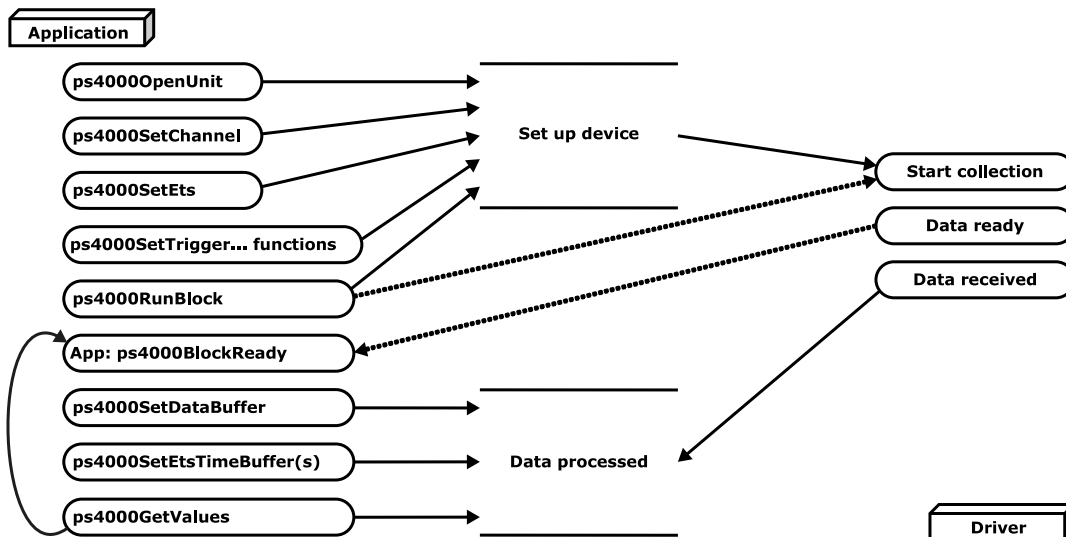 Application
ps4000OpenUnit
ps4000SetChannel
Set up device
ps4000SetEts
Start collection
ps4000SetTrigger... functions
Data ready
ps4000RunBlock
Data received
App: ps4000BlockReady
ps4000SetDataBuffer
ps4000SetEtsTimeBuffer(s)
Data processed
ps4000GetValues
Driver